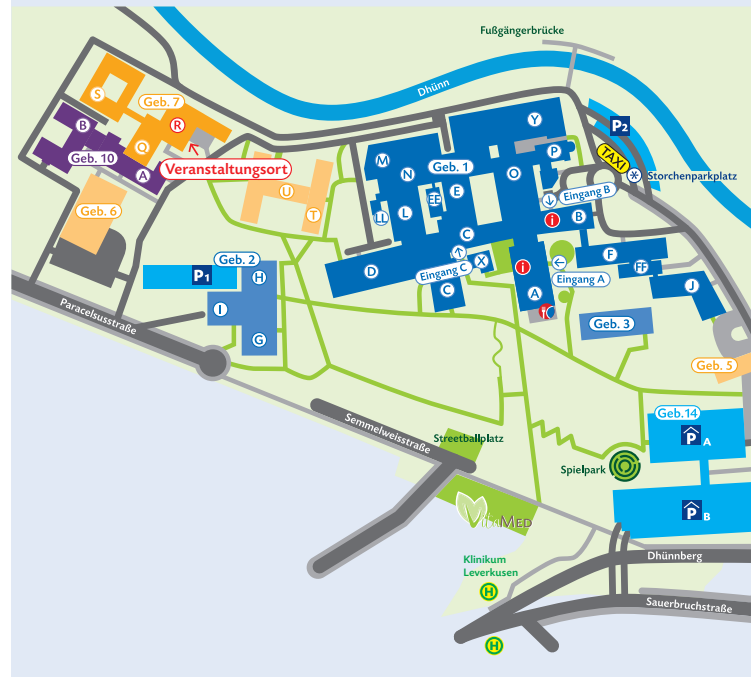 Fußgängerbrücke
Dhünn
S
Geb. 7
R
B
Q
Geb. 10
A
Veranstaltungsort
Geb. 6
U
T
Y
P2
P
M
N
Geb. 1
O
TAXI
Storchenparkplatz
E
EE
LL
L
Eingang B
i
B
C
F
FF
D
Eingang C
X
i
Eingang A
J
C
A
Geb. 2
P1
H
I
G
Geb. 3
Geb. 5
Paracelsusstraße
Semmelweisstraße
Streetballplatz
Geb.14
P A
Spielpark
P B
VitaMed
Dhünnberg
Klinikum
Leverkusen
H
Sauerbruchstraße
H